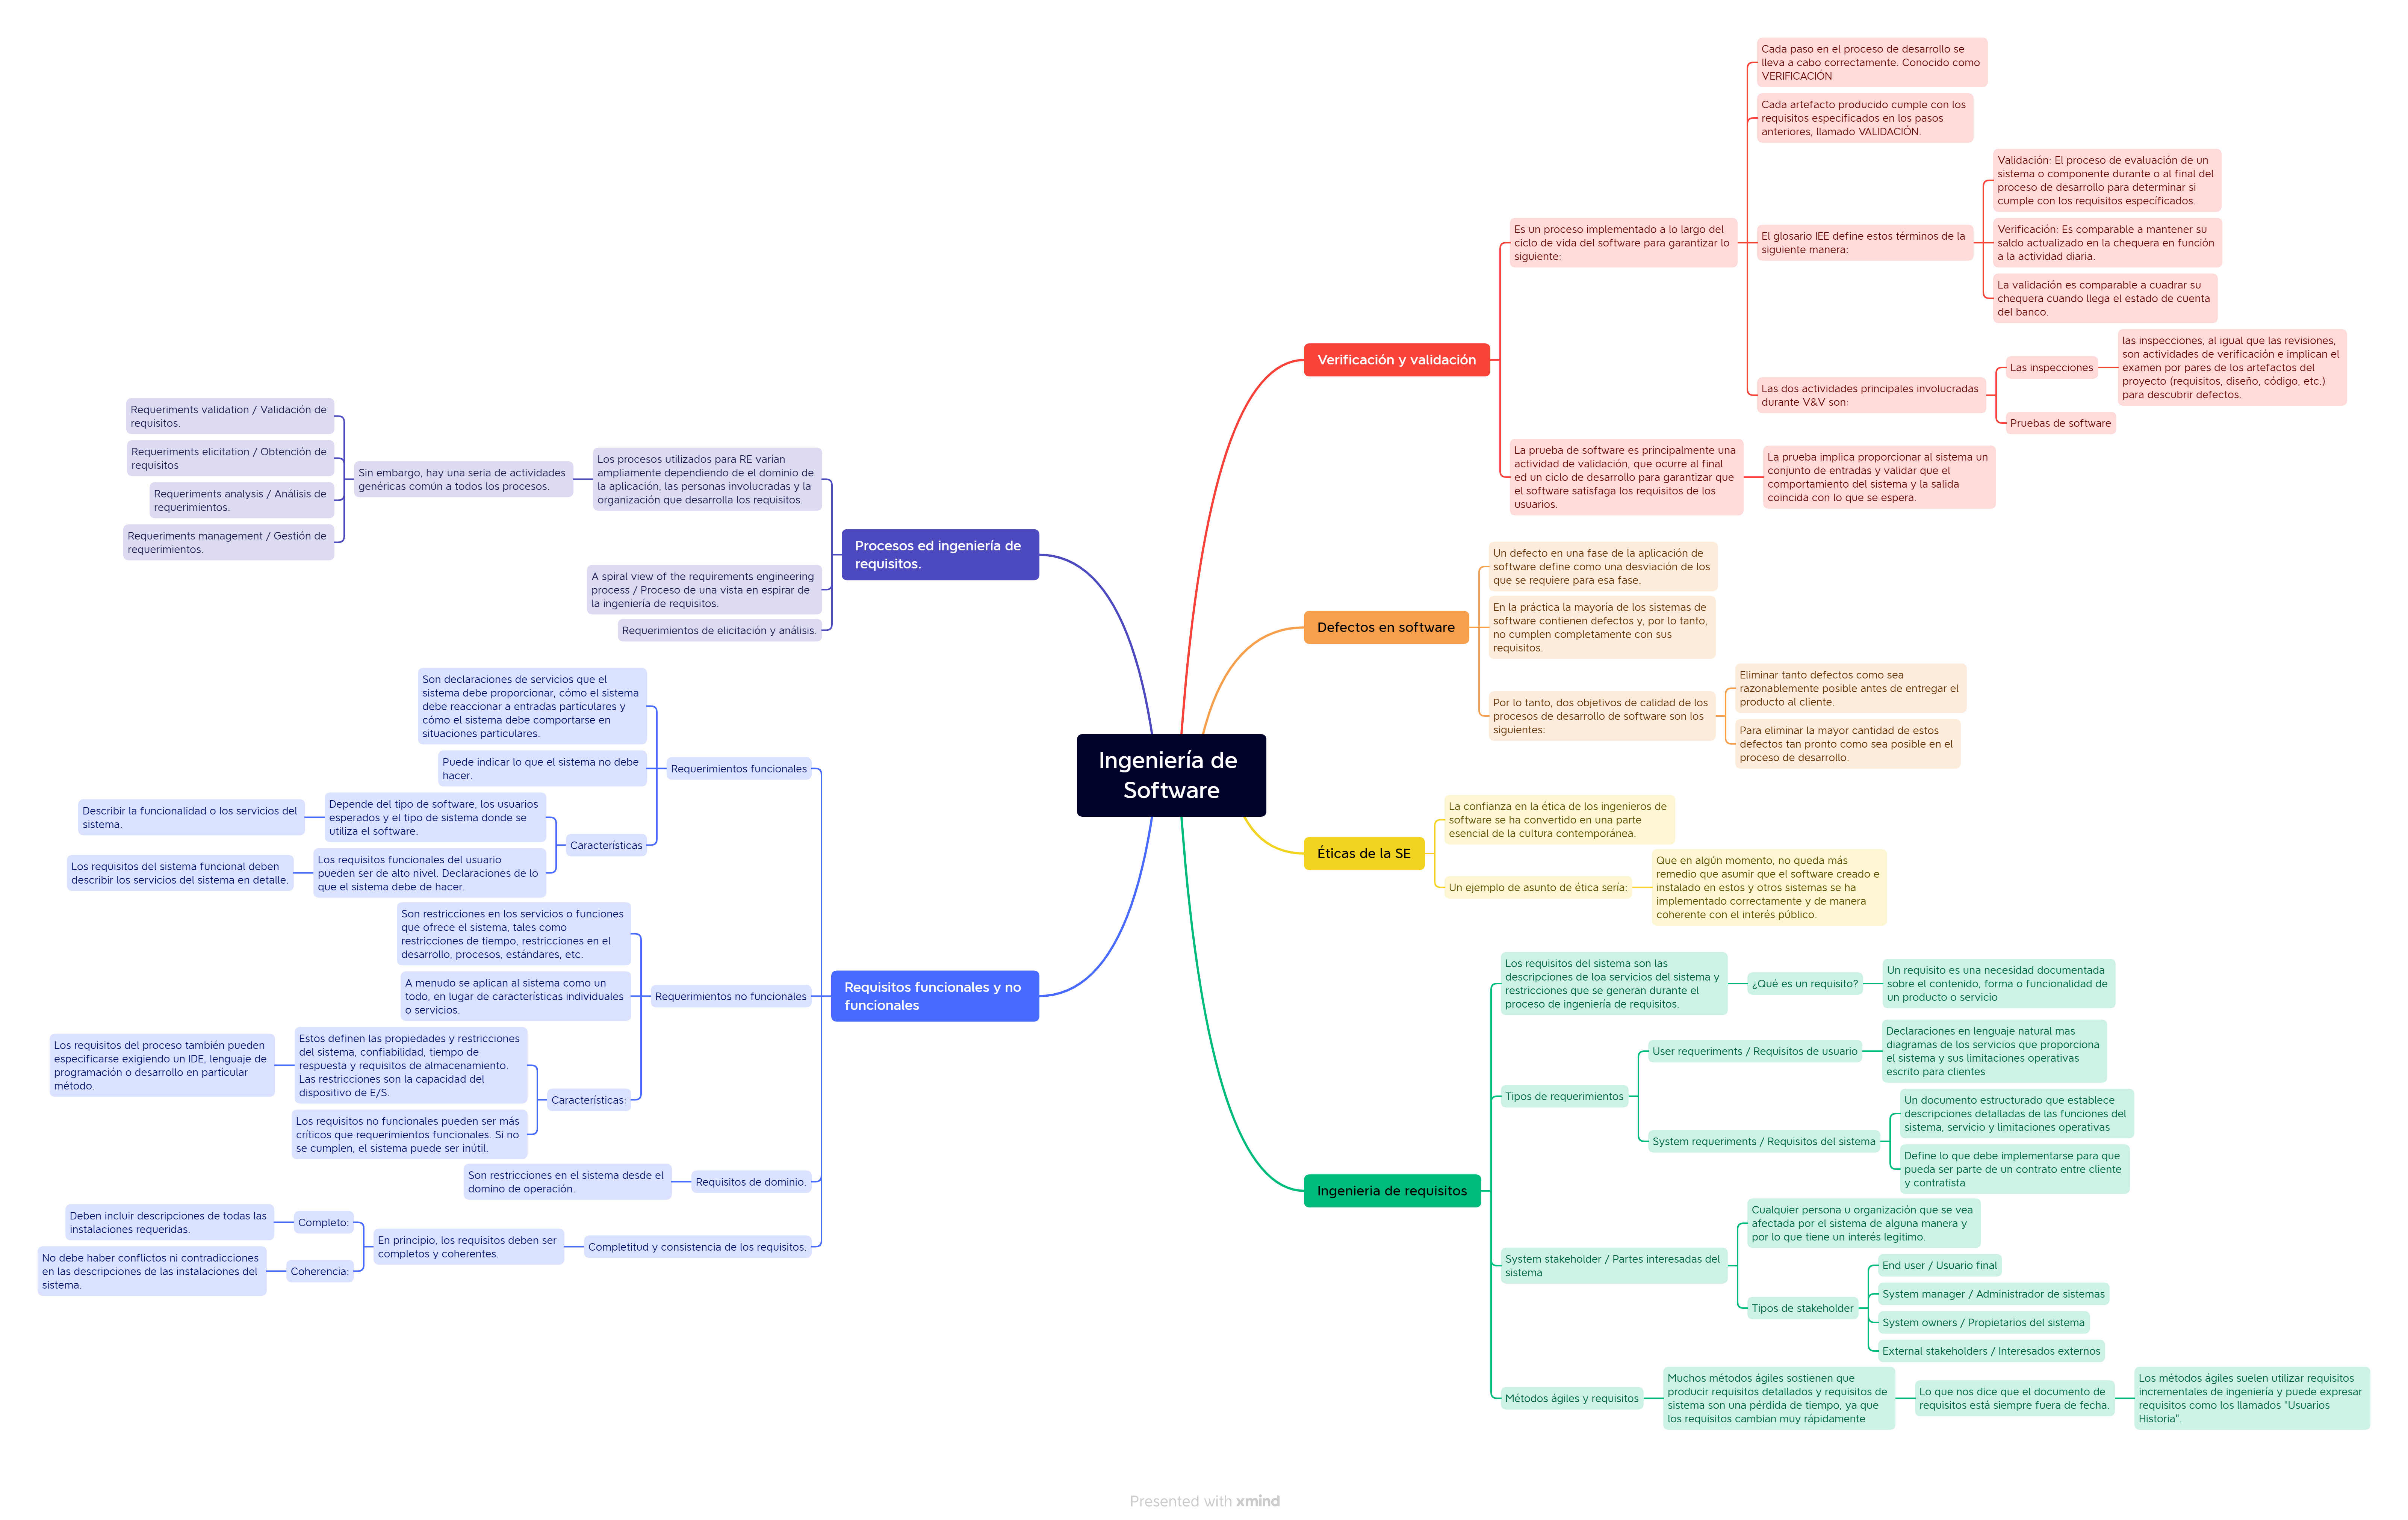 Ingeniería de
Software
Verificación y validación
Es un proceso implementado a lo largo del
ciclo de vida del software para garantizar lo
siguiente:
Cada paso en el proceso de desarrollo se
lleva a cabo correctamente. Conocido como
VERIFICACIÓN
Cada artefacto producido cumple con los
requisitos especificados en los pasos
anteriores, llamado VALIDACIÓN.
El glosario IEE define estos términos de la
siguiente manera:
Validación: El proceso de evaluación de un
sistema o componente durante o al final del
proceso de desarrollo para determinar si
cumple con los requisitos específicados.
Verificación: Es comparable a mantener su
saldo actualizado en la chequera en función
a la actividad diaria.
La validación es comparable a cuadrar su
chequera cuando llega el estado de cuenta
del banco.
Las dos actividades principales involucradas
durante V&V son:
Las inspecciones
las inspecciones, al igual que las revisiones,
son actividades de verificación e implican el
examen por pares de los artefactos del
proyecto (requisitos, diseño, código, etc.)
para descubrir defectos.
Pruebas de software
La prueba de software es principalmente una
actividad de validación, que ocurre al final
ed un ciclo de desarrollo para garantizar que
el software satisfaga los requisitos de los
usuarios.
La prueba implica proporcionar al sistema un
conjunto de entradas y validar que el
comportamiento del sistema y la salida
coincida con lo que se espera.
Defectos en software
Un defecto en una fase de la aplicación de
software define como una desviación de los
que se requiere para esa fase.
En la práctica la mayoría de los sistemas de
software contienen defectos y, por lo tanto,
no cumplen completamente con sus
requisitos.
Por lo tanto, dos objetivos de calidad de los
procesos de desarrollo de software son los
siguientes:
Eliminar tanto defectos como sea
razonablemente posible antes de entregar el
producto al cliente.
Para eliminar la mayor cantidad de estos
defectos tan pronto como sea posible en el
proceso de desarrollo.
Éticas de la SE
La confianza en la ética de los ingenieros de
software se ha convertido en una parte
esencial de la cultura contemporánea.
Un ejemplo de asunto de ética sería:
Que en algún momento, no queda más
remedio que asumir que el software creado e
instalado en estos y otros sistemas se ha
implementado correctamente y de manera
coherente con el interés público.
Ingenieria de requisitos
Los requisitos del sistema son las
descripciones de loa servicios del sistema y
restricciones que se generan durante el
proceso de ingeniería de requisitos.
¿Qué es un requisito?
Un requisito es una necesidad documentada
sobre el contenido, forma o funcionalidad de
un producto o servicio
Tipos de requerimientos
User requeriments / Requisitos de usuario
Declaraciones en lenguaje natural mas
diagramas de los servicios que proporciona
el sistema y sus limitaciones operativas
escrito para clientes
System requeriments / Requisitos del sistema
Un documento estructurado que establece
descripciones detalladas de las funciones del
sistema, servicio y limitaciones operativas
Define lo que debe implementarse para que
pueda ser parte de un contrato entre cliente
y contratista
System stakeholder / Partes interesadas del
sistema
Cualquier persona u organización que se vea
afectada por el sistema de alguna manera y
por lo que tiene un interés legitimo.
Tipos de stakeholder
End user / Usuario final
System manager / Administrador de sistemas
System owners / Propietarios del sistema
External stakeholders / Interesados externos
Métodos ágiles y requisitos
Muchos métodos ágiles sostienen que
producir requisitos detallados y requisitos de
sistema son una pérdida de tiempo, ya que
los requisitos cambian muy rápidamente
Lo que nos dice que el documento de
requisitos está siempre fuera de fecha.
Los métodos ágiles suelen utilizar requisitos
incrementales de ingeniería y puede expresar
requisitos como los llamados "Usuarios
Historia".
Procesos ed ingeniería de
requisitos.
Los procesos utilizados para RE varían
ampliamente dependiendo de el dominio de
la aplicación, las personas involucradas y la
organización que desarrolla los requisitos.
Sin embargo, hay una seria de actividades
genéricas común a todos los procesos.
Requeriments validation / Validación de
requisitos.
Requeriments elicitation / Obtención de
requisitos
Requeriments analysis / Análisis de
requerimientos.
Requeriments management / Gestión de
requerimientos.
A spiral view of the requirements engineering
process / Proceso de una vista en espirar de
la ingeniería de requisitos.
Requerimientos de elicitación y análisis.
Requisitos funcionales y no
funcionales
Requerimientos funcionales
Son declaraciones de servicios que el
sistema debe proporcionar, cómo el sistema
debe reaccionar a entradas particulares y
cómo el sistema debe comportarse en
situaciones particulares.
Puede indicar lo que el sistema no debe
hacer.
Características
Depende del tipo de software, los usuarios
esperados y el tipo de sistema donde se
utiliza el software.
Describir la funcionalidad o los servicios del
sistema.
Los requisitos funcionales del usuario
pueden ser de alto nivel. Declaraciones de lo
que el sistema debe de hacer.
Los requisitos del sistema funcional deben
describir los servicios del sistema en detalle.
Requerimientos no funcionales
Son restricciones en los servicios o funciones
que ofrece el sistema, tales como
restricciones de tiempo, restricciones en el
desarrollo, procesos, estándares, etc.
A menudo se aplican al sistema como un
todo, en lugar de características individuales
o servicios.
Características:
Estos definen las propiedades y restricciones
del sistema, confiabilidad, tiempo de
respuesta y requisitos de almacenamiento.
Las restricciones son la capacidad del
dispositivo de E/S.
Los requisitos del proceso también pueden
especificarse exigiendo un IDE, lenguaje de
programación o desarrollo en particular
método.
Los requisitos no funcionales pueden ser más
críticos que requerimientos funcionales. Si no
se cumplen, el sistema puede ser inútil.
Requisitos de dominio.
Son restricciones en el sistema desde el
domino de operación.
Completitud y consistencia de los requisitos.
En principio, los requisitos deben ser
completos y coherentes.
Completo:
Deben incluir descripciones de todas las
instalaciones requeridas.
Coherencia:
No debe haber conflictos ni contradicciones
en las descripciones de las instalaciones del
sistema.
Presented with xmind